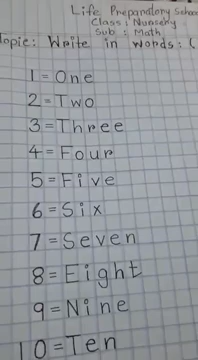 Life Preparatory School
Class : Nursery
Sub : Math
Topic: Write in words: (
1 = One
2 = Two
3 = Three
4 = Four
5 = Five
6 = Six
7 = Seven
8 = Eight
9 = Nine
10 = Ten